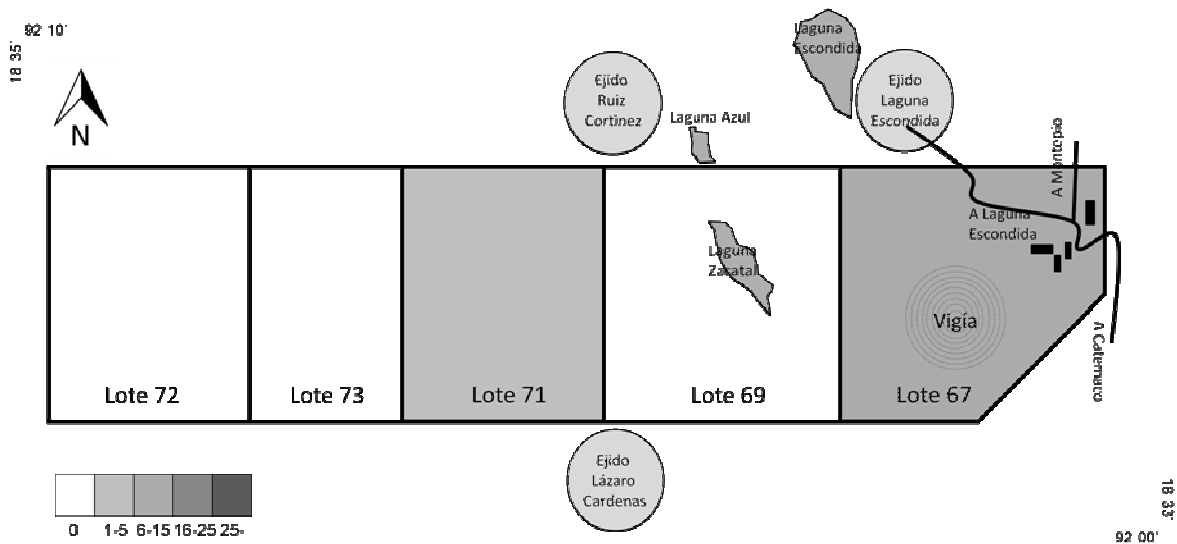 92 10'
18 35'
N
Ejido
Ruiz
Cortinez
Laguna Azul
Laguna
Escondida
Ejido
Laguna
Escondida
A Montepio
A Laguna
Escondida
Laguna
Zacatal
Vigía
A Catemaco
Lote 72
Lote 73
Lote 71
Lote 69
Lote 67
Ejido
Lázaro
Cardenas
0 1-5 6-15 16-25 25-
18 33'
92 00'